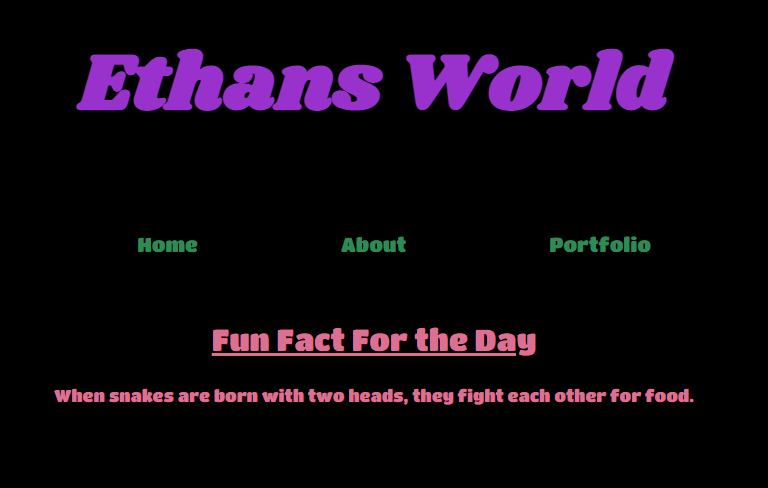 Ethans World
Home About Portfolio
Fun Fact For the Day
When snakes are born with two heads, they fight each other for food.